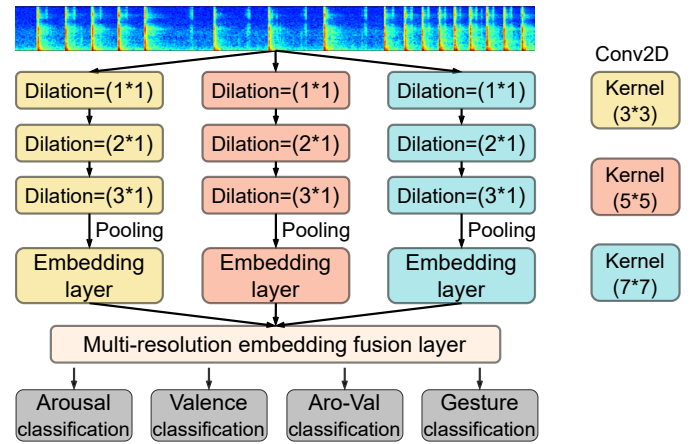 Conv2D
Dilation=(1*1) Dilation=(1*1) Dilation=(1*1)
Dilation=(2*1) Dilation=(2*1) Dilation=(2*1)
Dilation=(3*1) Dilation=(3*1) Dilation=(3*1)
Pooling Pooling Pooling
Embedding layer
Embedding layer
Embedding layer
Kernel
(3*3)
Kernel
(5*5)
Kernel
(7*7)
Multi-resolution embedding fusion layer
Arousal
classification
Valence
classification
Aro-Val
classification
Gesture
classification